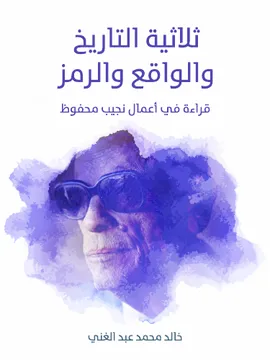 ثلاثية التاريخ
والواقع والرمز
قراءة في أعمال نجيب محفوظ
خالد محمد عبد الغني